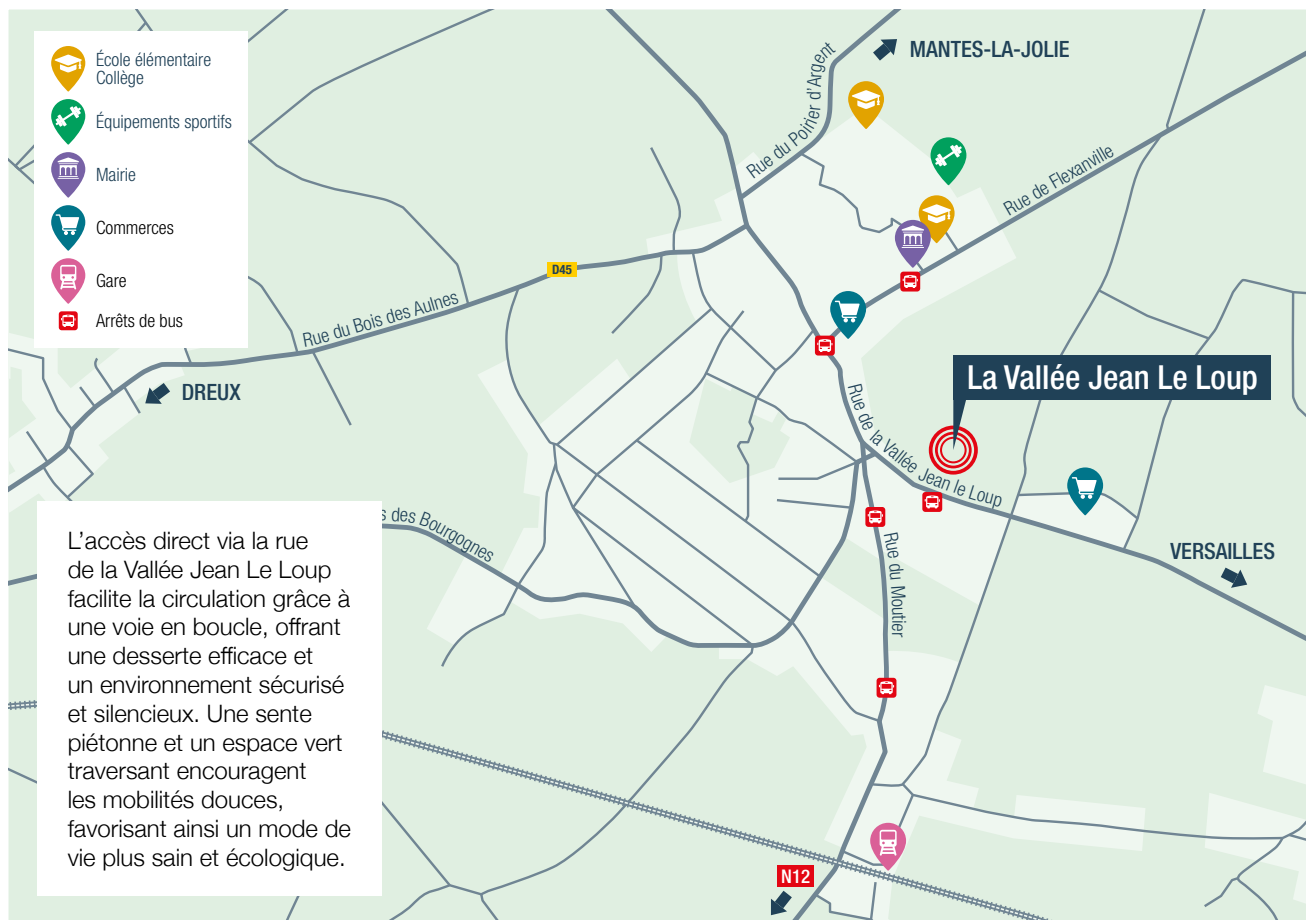 École élémentaire
Collège
Équipements sportifs
Mairie
Commerces
Gare
Arrêts de bus
MANTES-LA-JOLIE
Rue du Poirier d'Argent
Rue de Flexanville
D45
Rue du Bois des Aulnes
DREUX
La Vallée Jean Le Loup
Rue de la Vallée Jean le Loup
VERSAILLES
s des Bourgognes
Rue du Moutier
L'accès direct via la rue
de la Vallée Jean Le Loup
facilite la circulation grâce à
une voie en boucle, offrant
une desserte efficace et
un environnement sécurisé
et silencieux. Une sente
piétonne et un espace vert
traversant encouragent
les mobilités douces,
favorisant ainsi un mode de
vie plus sain et écologique.
N12